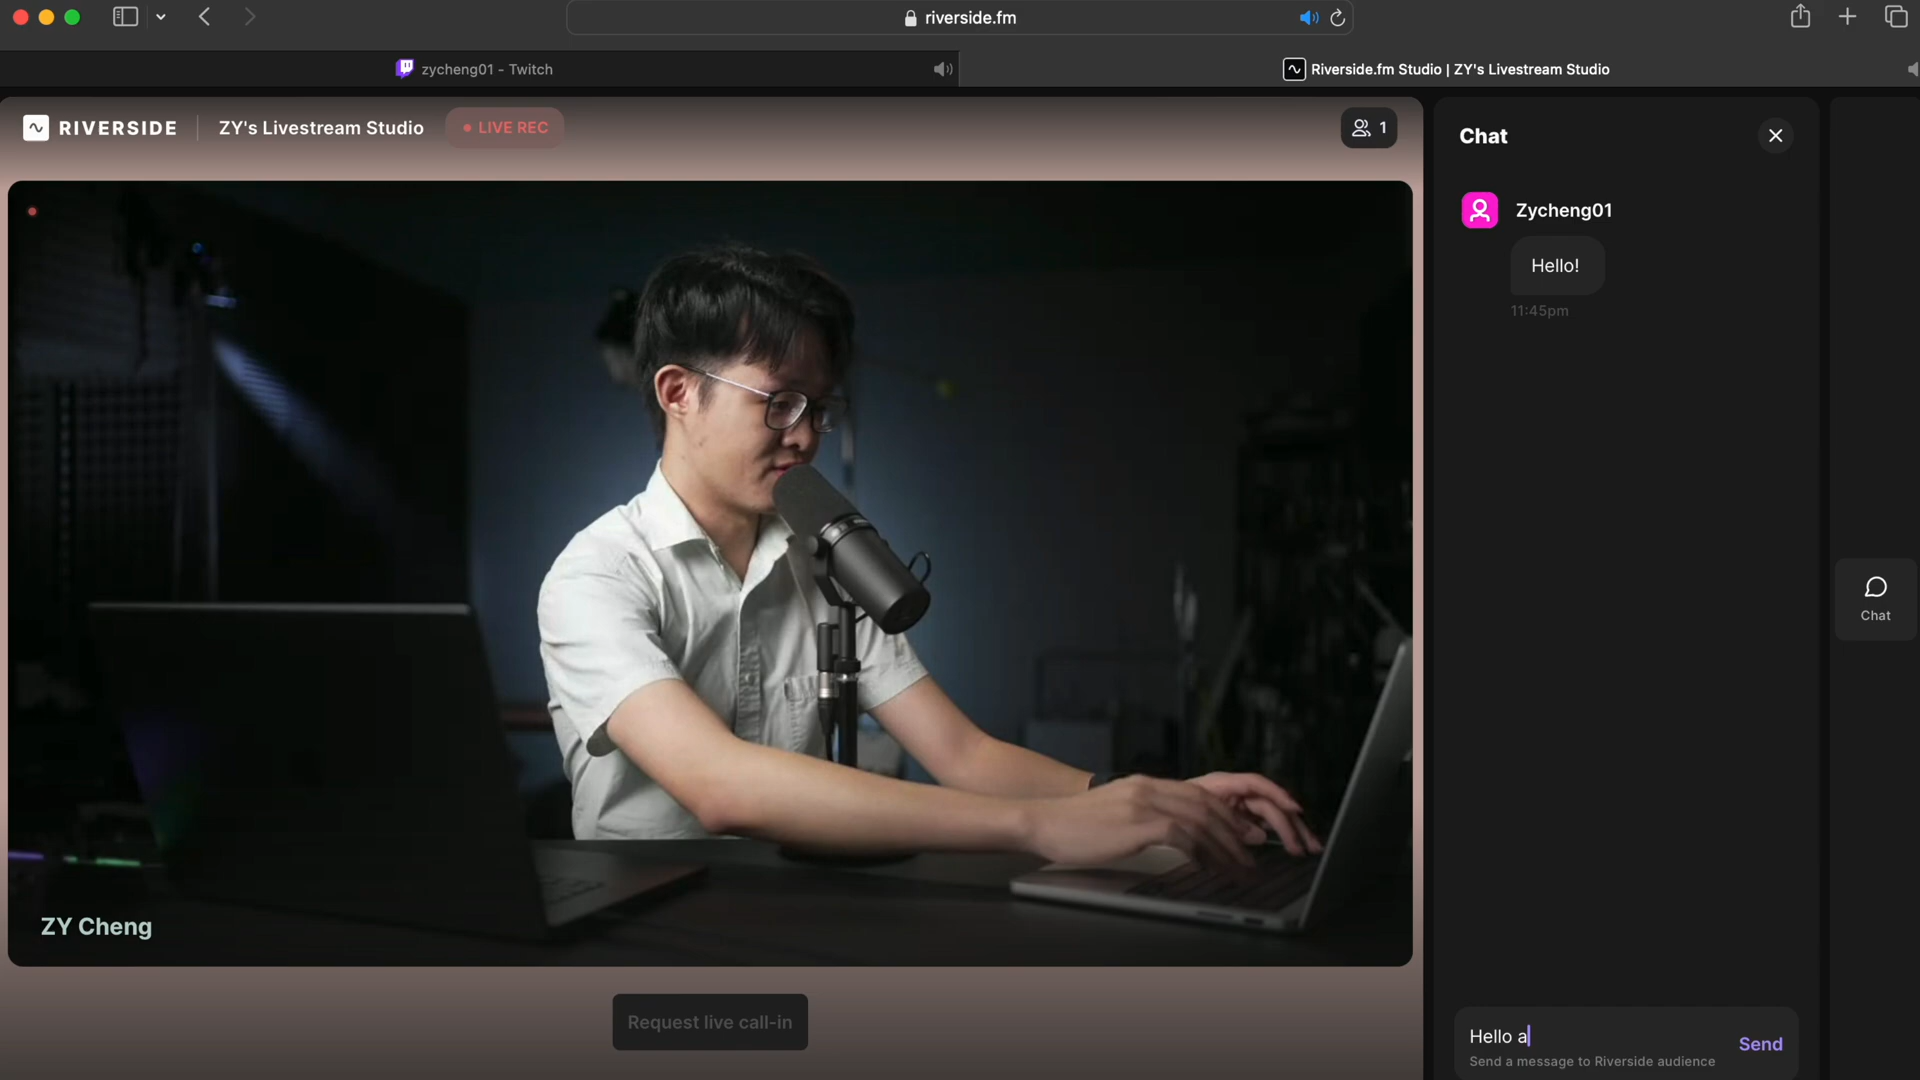 riverside.fm
zycheng01 - Twitch
Riverside.fm Studio | ZY's Livestream Studio
RIVERSIDE
ZY's Livestream Studio
LIVE REC
1
Chat
Zycheng01
Hello!
11:45pm
Chat
ZY Cheng
Request live call-in
Hello a
Send
Send a message to Riverside audience